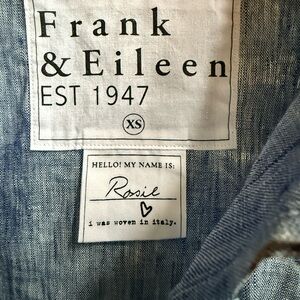 Frank
& Eileen
EST 1947
XS
HELLO! MY NAME IS:
Rosie
i was woven in italy.